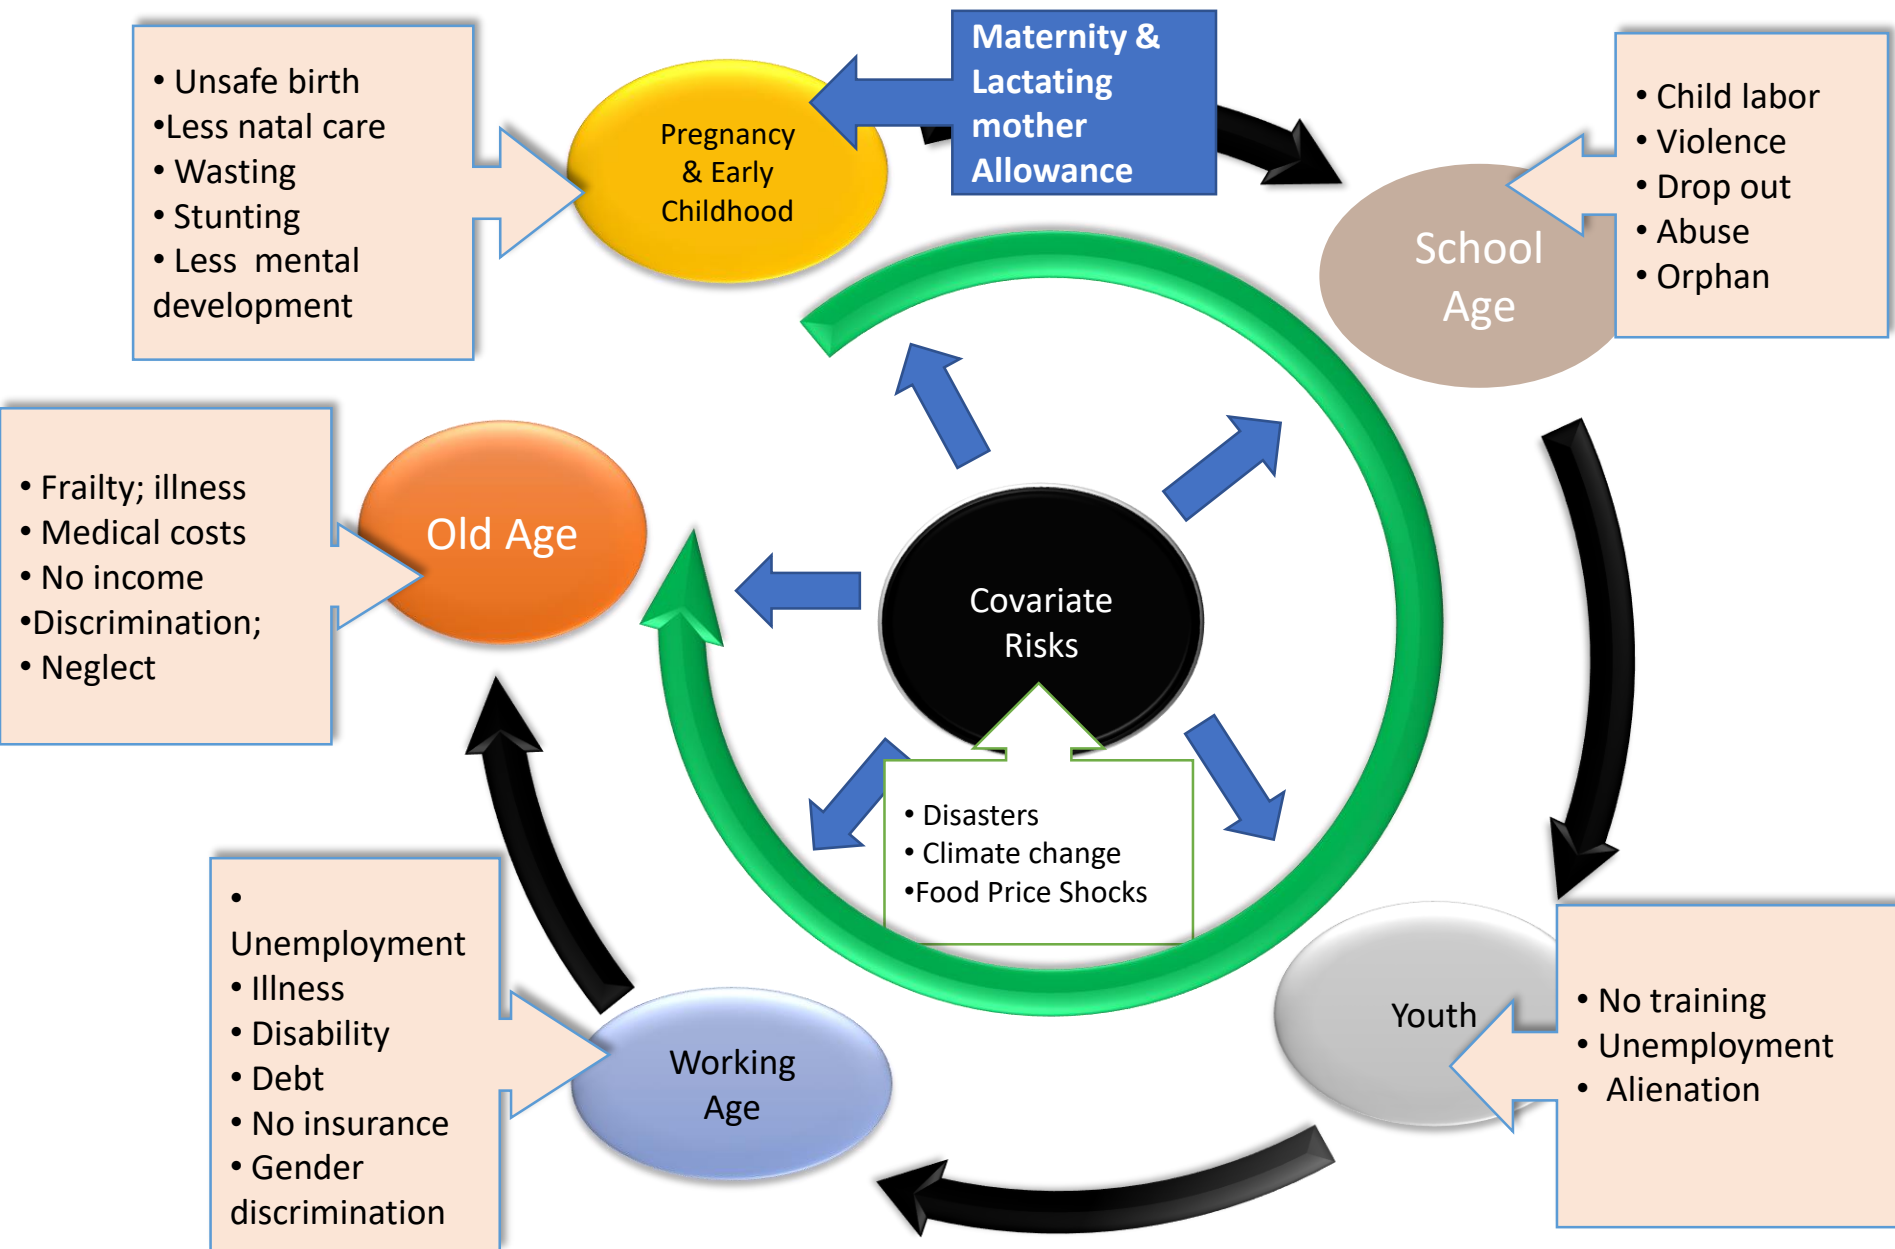 • Unsafe birth
•Less natal care
• Wasting
• Stunting
• Less mental
development
Pregnancy
& Early
Childhood
Maternity &
Lactating
mother
Allowance
• Child labor
• Violence
• Drop out
• Abuse
• Orphan
School
Age
• Frailty; illness
• Medical costs
• No income
•Discrimination;
• Neglect
Old Age
Covariate
Risks
• Disasters
• Climate change
•Food Price Shocks
•
Unemployment
• Illness
• Disability
• Debt
• No insurance
• Gender
discrimination
Working
Age
Youth
• No training
• Unemployment
• Alienation